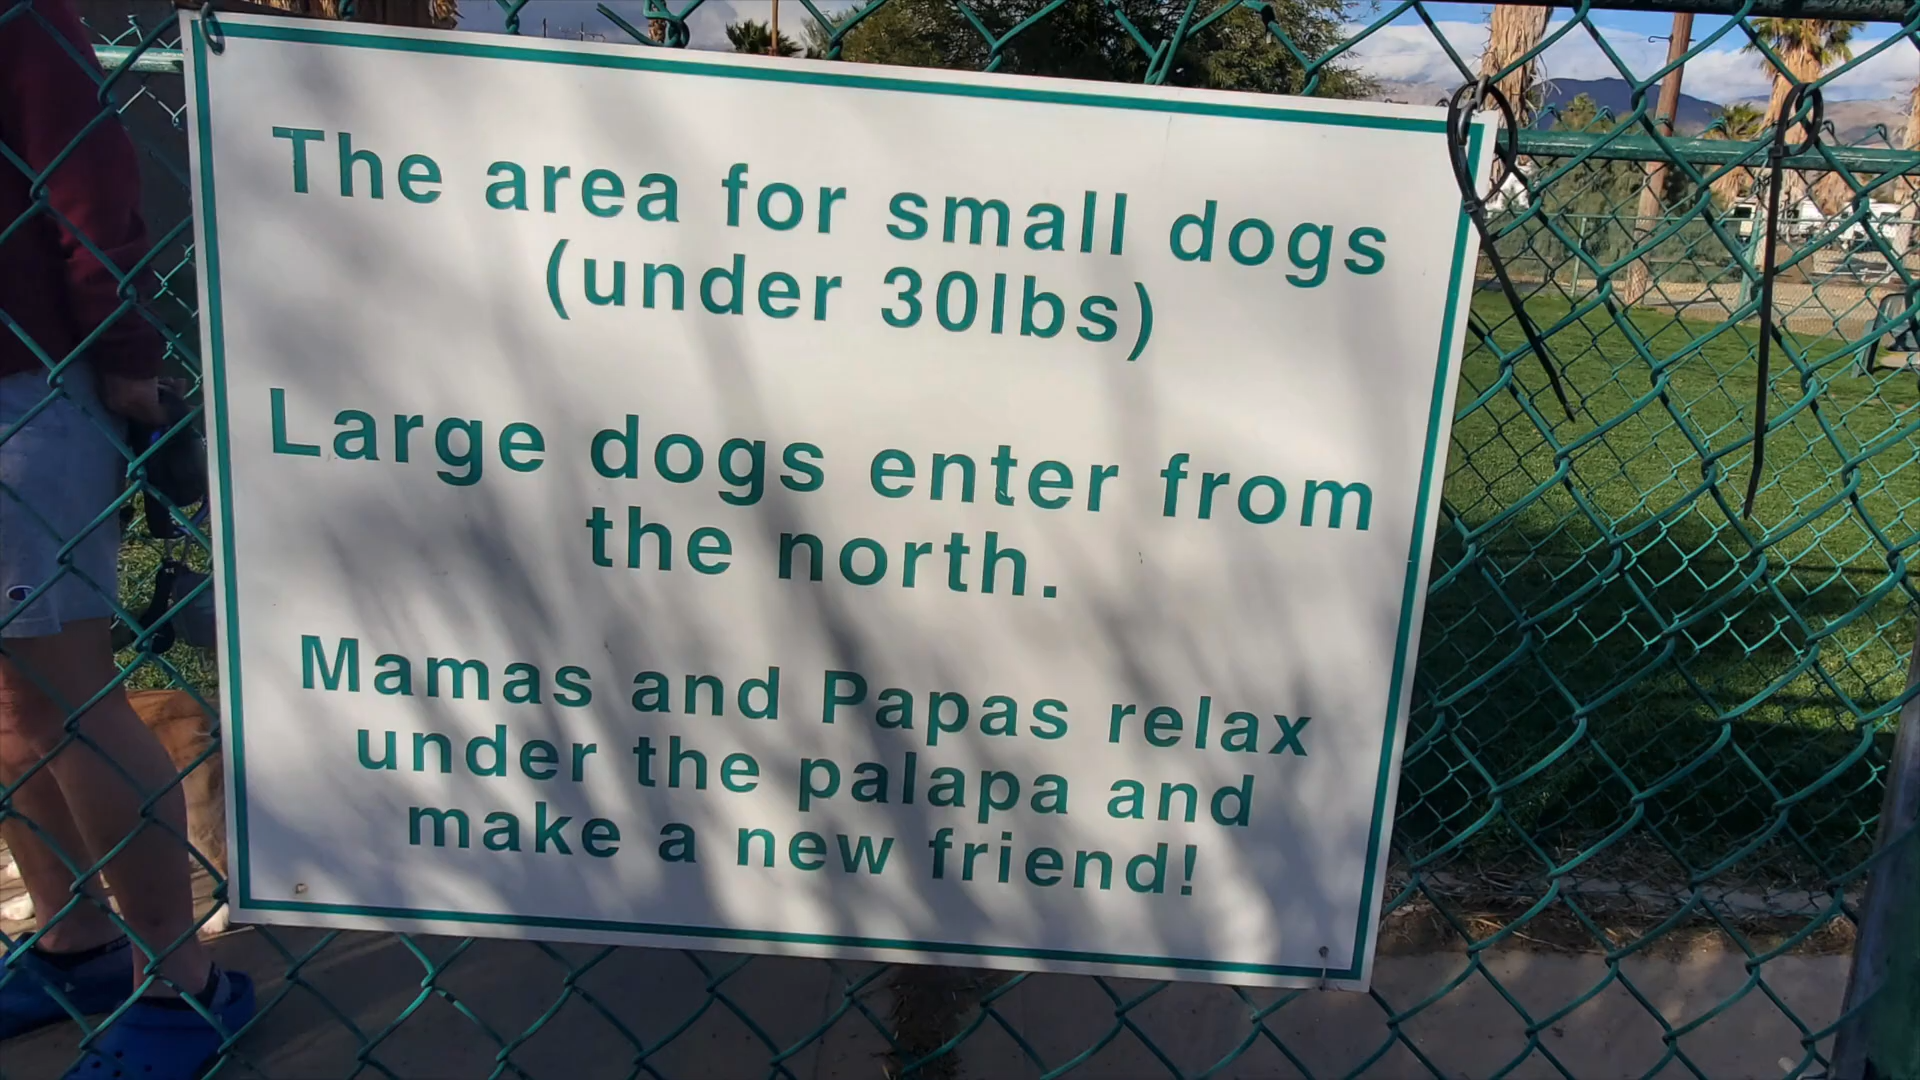 The area for small dogs
(under 30lbs)
Large dogs enter from
the north.
Mamas and Papas relax
under the palapa and
make a new friend!